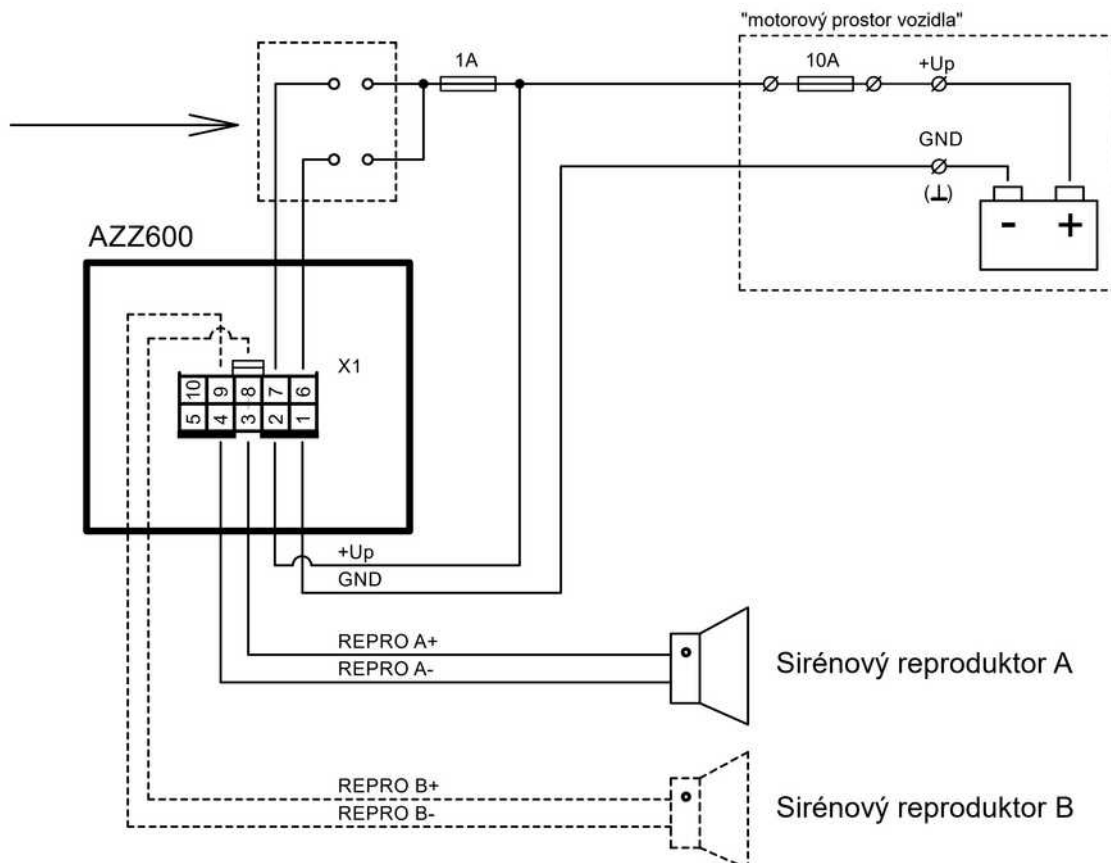 "motorový prostor vozidla"
1A
10A
+Up
GND
(⊥)
- +
AZZ600
X1
10 9 8 7 6
5 4 3 2 1
+Up
GND
REPRO A+
REPRO A-
Sirénový reproduktor A
REPRO B+
REPRO B-
Sirénový reproduktor B